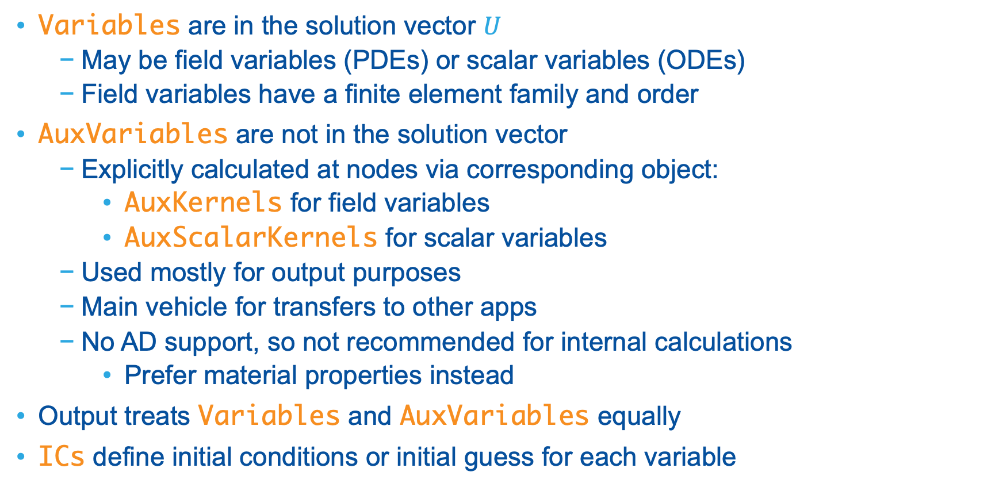 • Variables are in the solution vector U
– May be field variables (PDEs) or scalar variables (ODEs)
– Field variables have a finite element family and order
• AuxVariables are not in the solution vector
– Explicitly calculated at nodes via corresponding object:
• AuxKernels for field variables
• AuxScalarKernels for scalar variables
– Used mostly for output purposes
– Main vehicle for transfers to other apps
– No AD support, so not recommended for internal calculations
• Prefer material properties instead
• Output treats Variables and AuxVariables equally
• ICs define initial conditions or initial guess for each variable